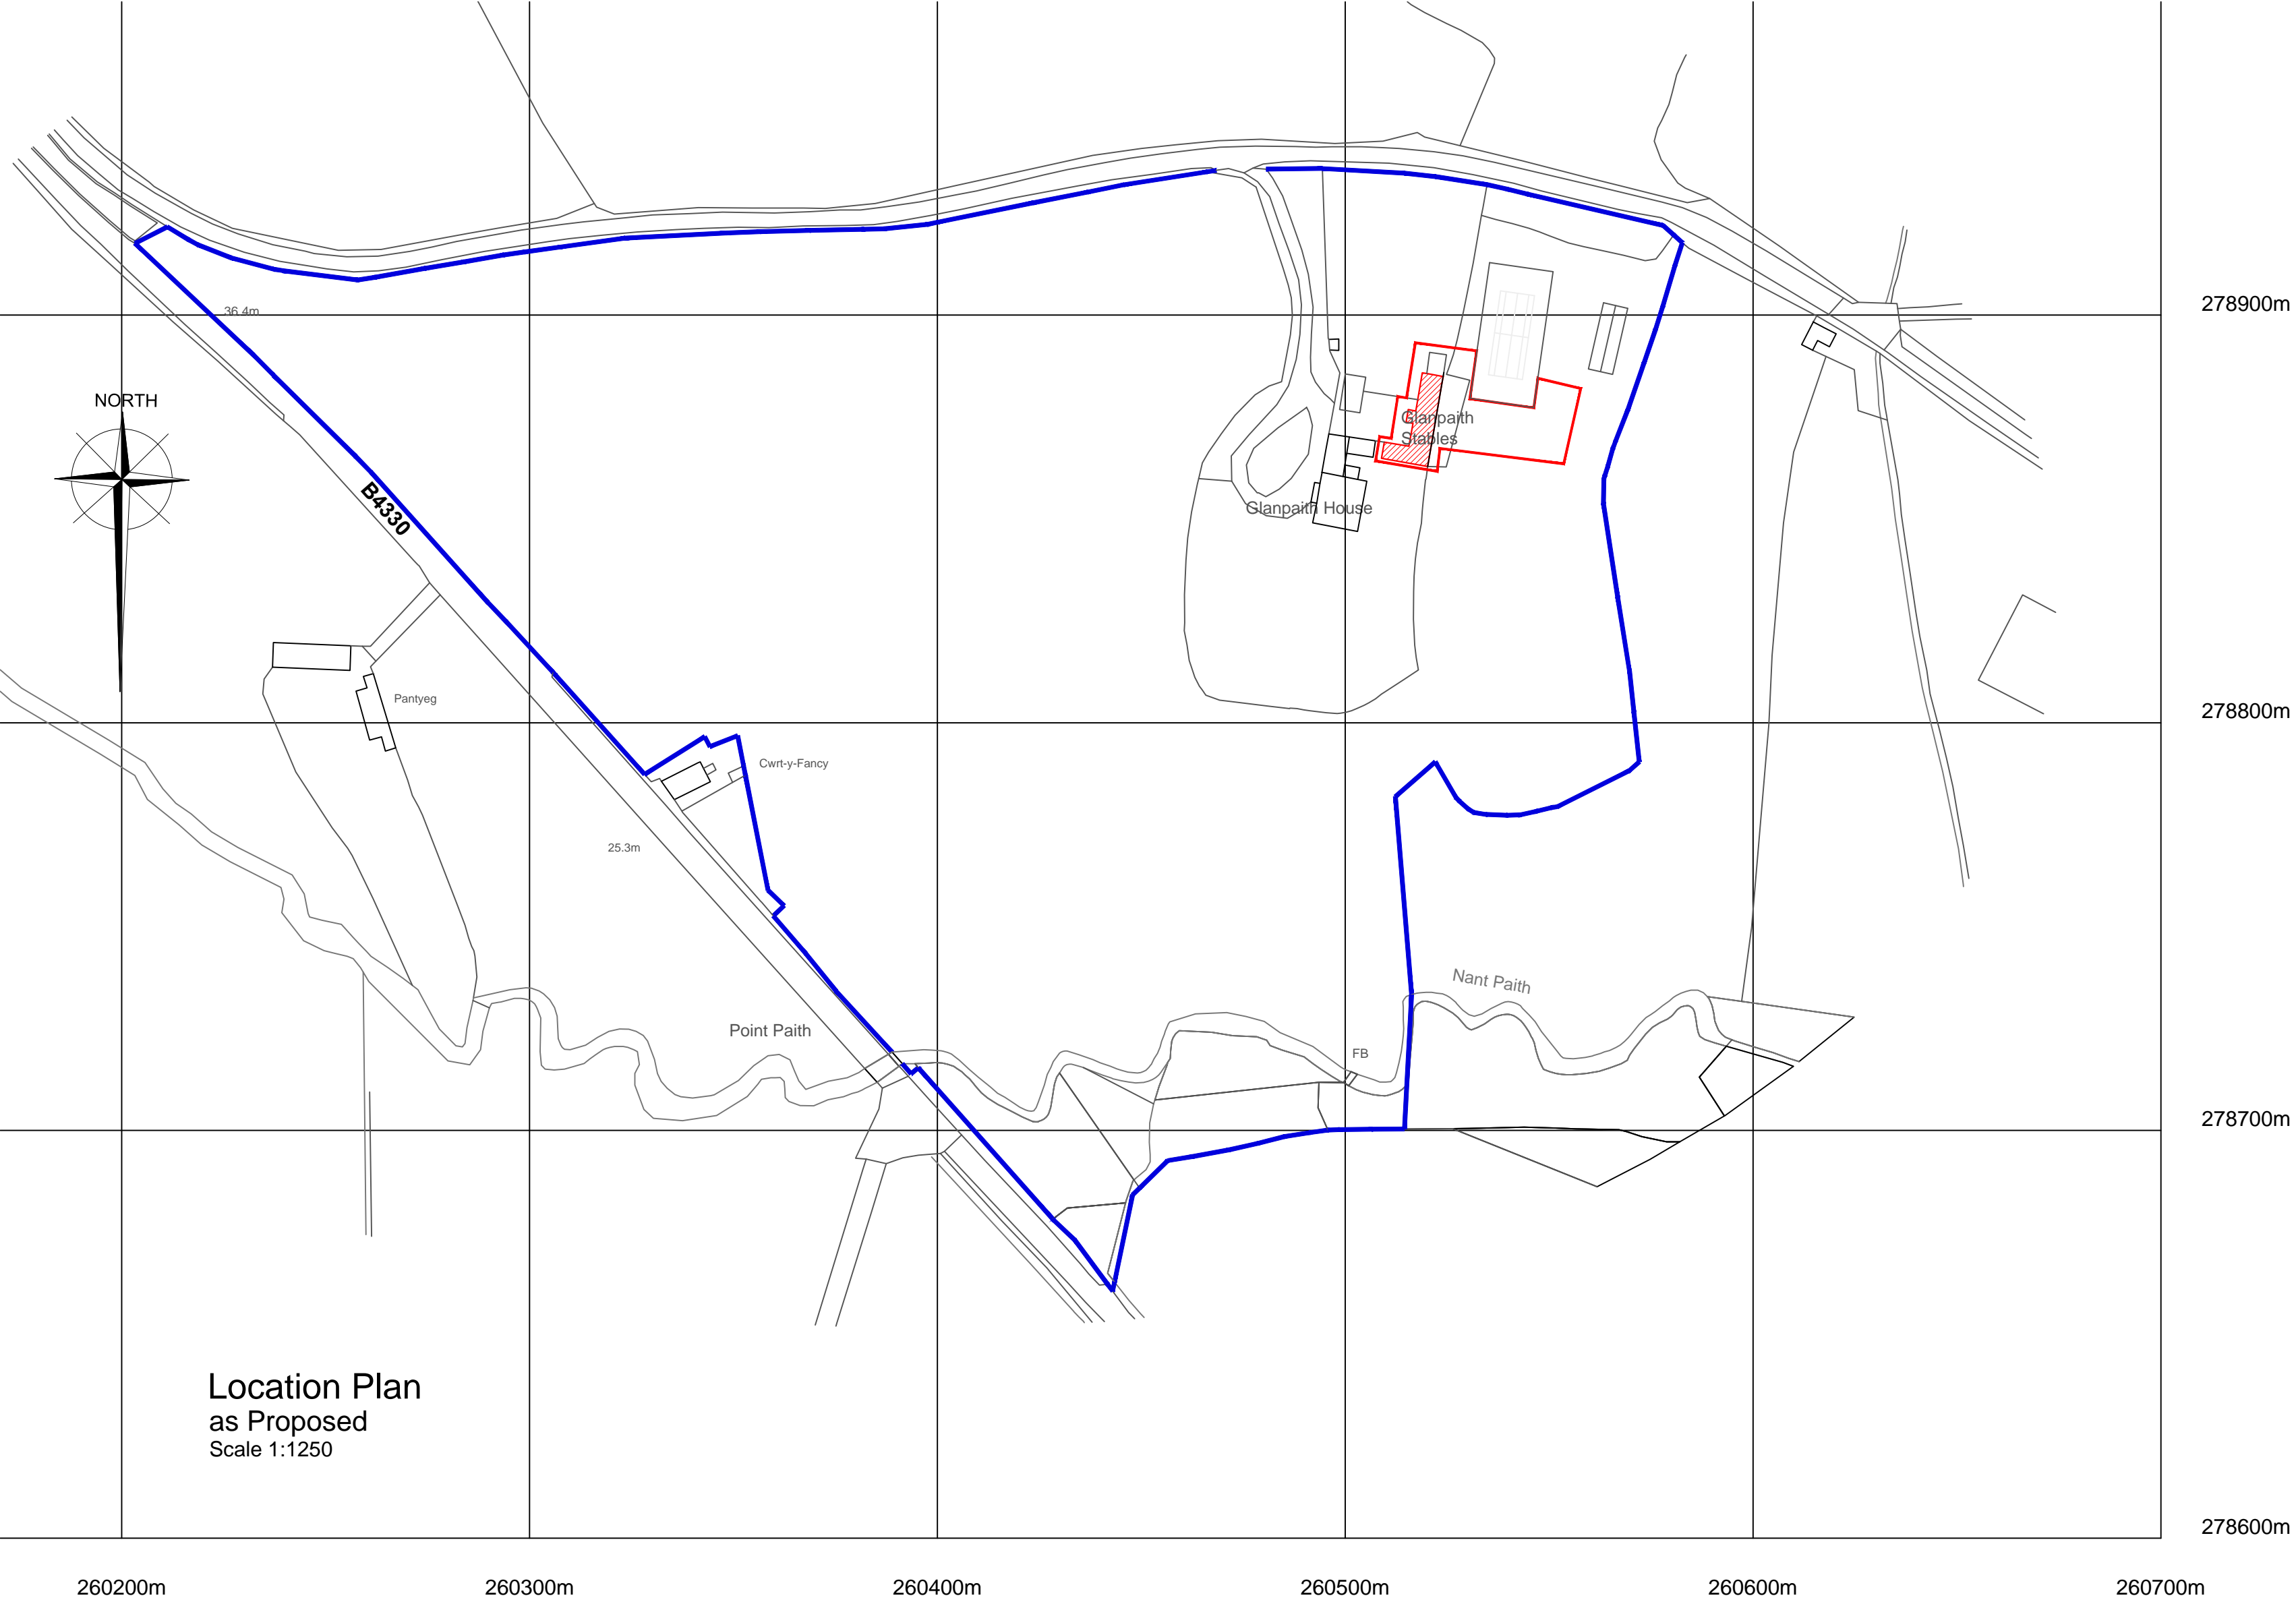 278900m
36.4m
NORTH
Glanpaith
Stables
B4330
Glanpaith House
Pantyeg
278800m
Cwrt-y-Fancy
25.3m
Nant Paith
Point Paith
FB
278700m
Location Plan
as Proposed
Scale 1:1250
278600m
260200m
260300m
260400m
260500m
260600m
260700m